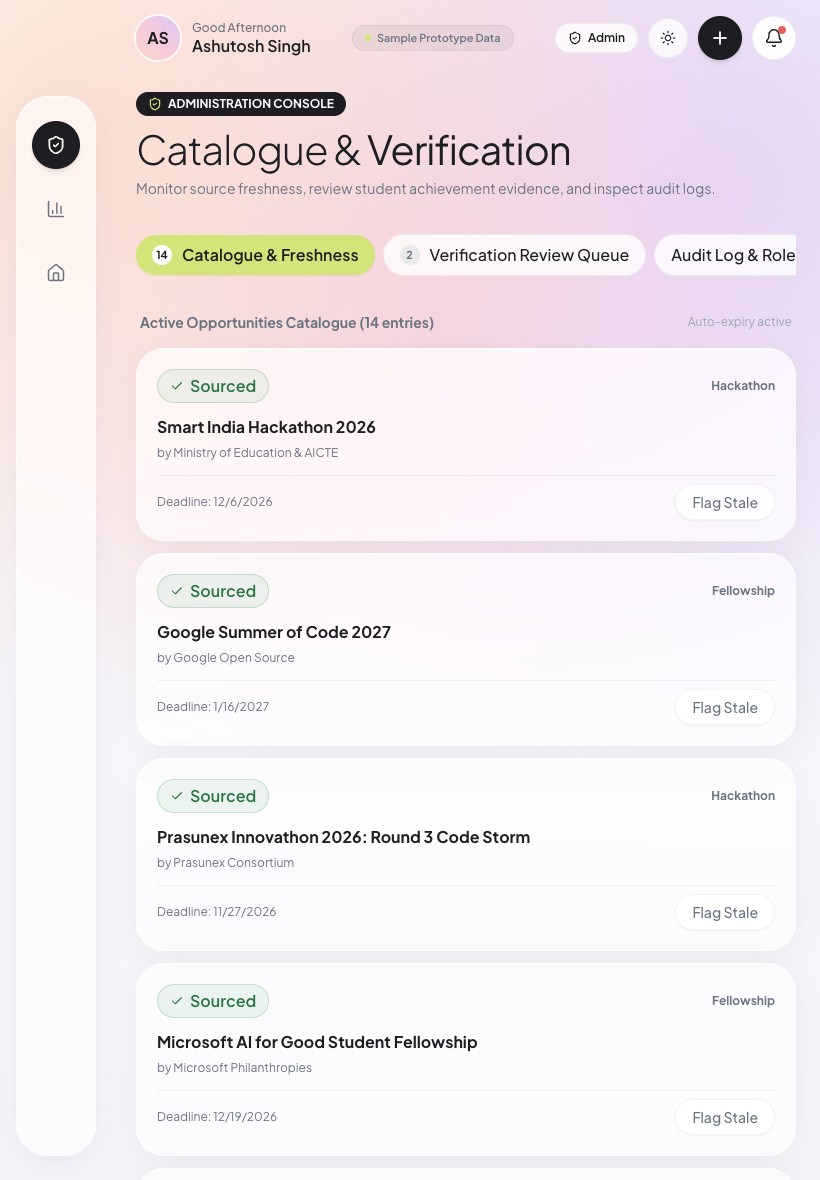 AS
Good Afternoon
Ashutosh Singh
Sample Prototype Data
Admin
ADMINISTRATION CONSOLE
Catalogue & Verification
Monitor source freshness, review student achievement evidence, and inspect audit logs.
14 Catalogue & Freshness
2 Verification Review Queue
Audit Log & Role
Active Opportunities Catalogue (14 entries)
Auto-expiry active
Sourced
Hackathon
Smart India Hackathon 2026
by Ministry of Education & AICTE
Deadline: 12/6/2026
Flag Stale
Sourced
Fellowship
Google Summer of Code 2027
by Google Open Source
Deadline: 1/16/2027
Flag Stale
Sourced
Hackathon
Prasunex Innovathon 2026: Round 3 Code Storm
by Prasunex Consortium
Deadline: 11/27/2026
Flag Stale
Sourced
Fellowship
Microsoft AI for Good Student Fellowship
by Microsoft Philanthropies
Deadline: 12/19/2026
Flag Stale